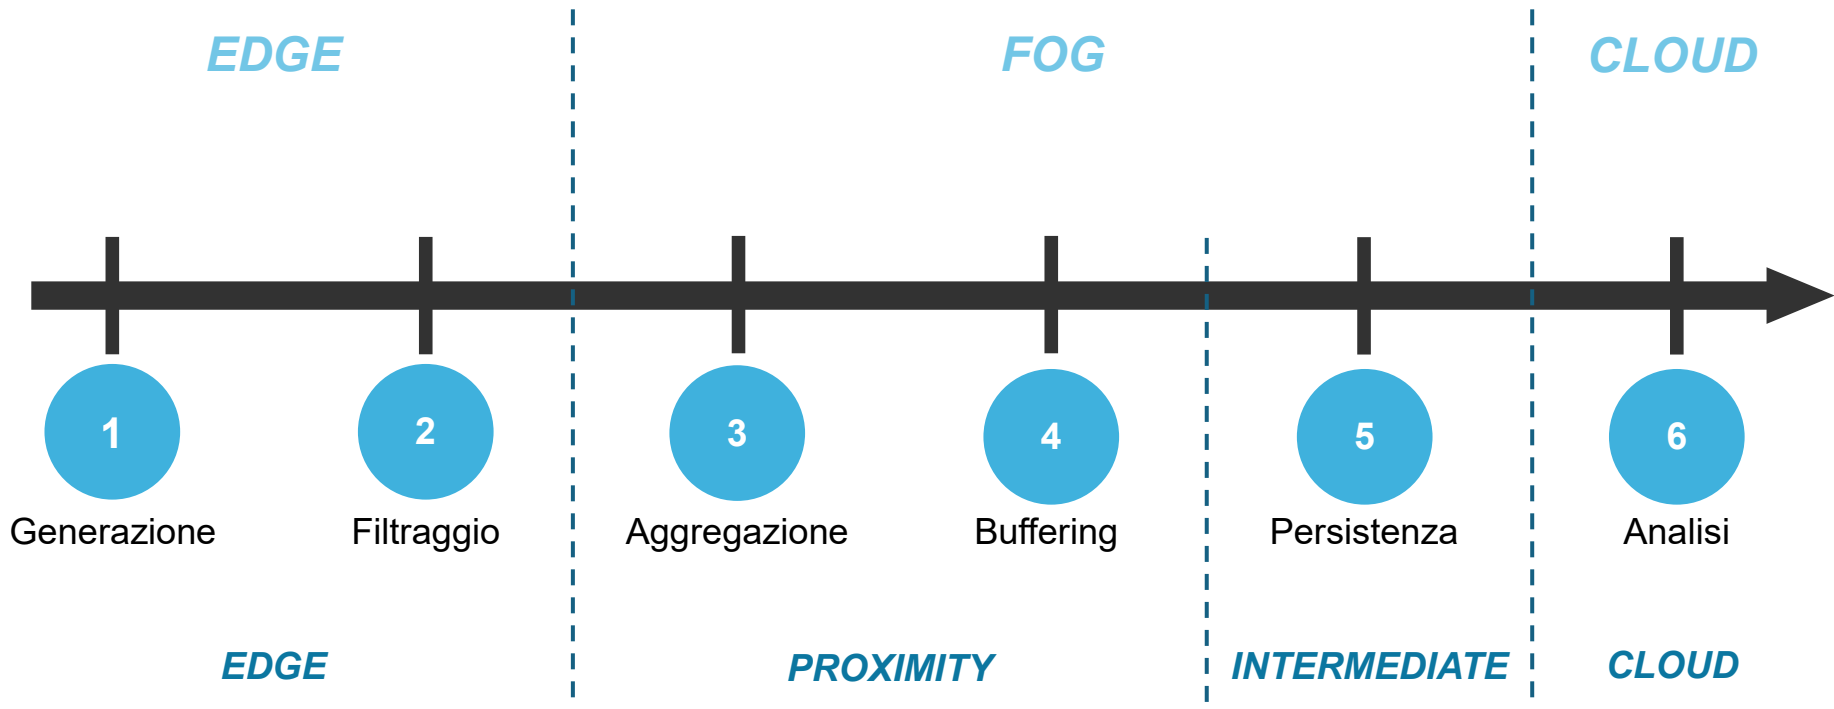 EDGE
FOG
CLOUD
1
2
3
4
5
6
Generazione
Filtraggio
Aggregazione
Buffering
Persistenza
Analisi
EDGE
PROXIMITY
INTERMEDIATE
CLOUD